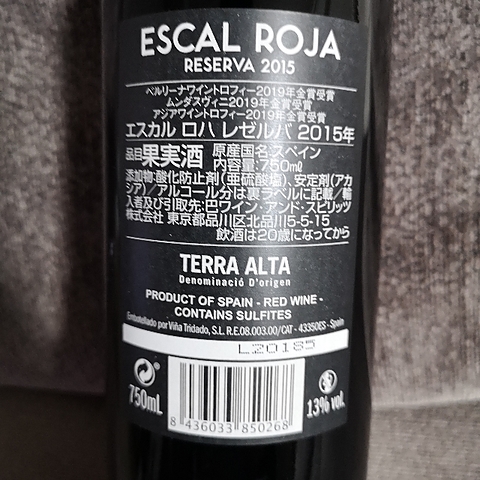 ESCAL ROJA
RESERVA 2015
ベルリーナワイントロフィー2019年金賞受賞
ムンダスヴィニ2019年金賞受賞
アジアワイントロフィー2019年金賞受賞
エスカル ロハ レゼルバ 2015年
品目 果実酒 原産国名:スペイン
内容量:750mℓ
添加物:酸化防止剤(亜硫酸塩)、安定剤(アカ
シア)/アルコール分は裏ラベルに記載/輸
入者及び引取先:巴ワイン・アンド・スピリッツ
株式会社 東京都品川区北品川5-5-15
飲酒は20歳になってから
TERRA ALTA
Denominació D'origen
PRODUCT OF SPAIN - RED WINE -
CONTAINS SULFITES
Embotellado por Viña Tridado, S.L. R.E.08.003.00/CAT - 43350ES - Spain
LZ0185
750mL
13% vol.
8 436033 850268